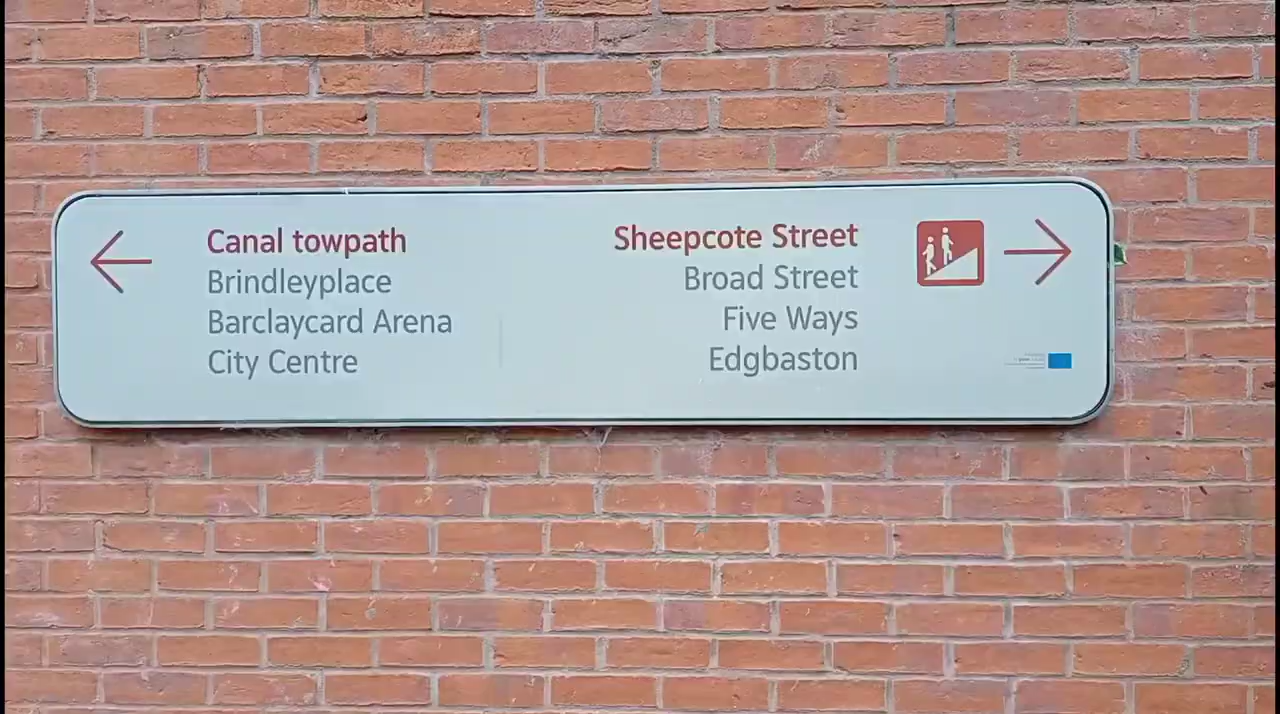 Canal towpath
Brindleyplace
Barclaycard Arena
City Centre
Sheepcote Street
Broad Street
Five Ways
Edgbaston